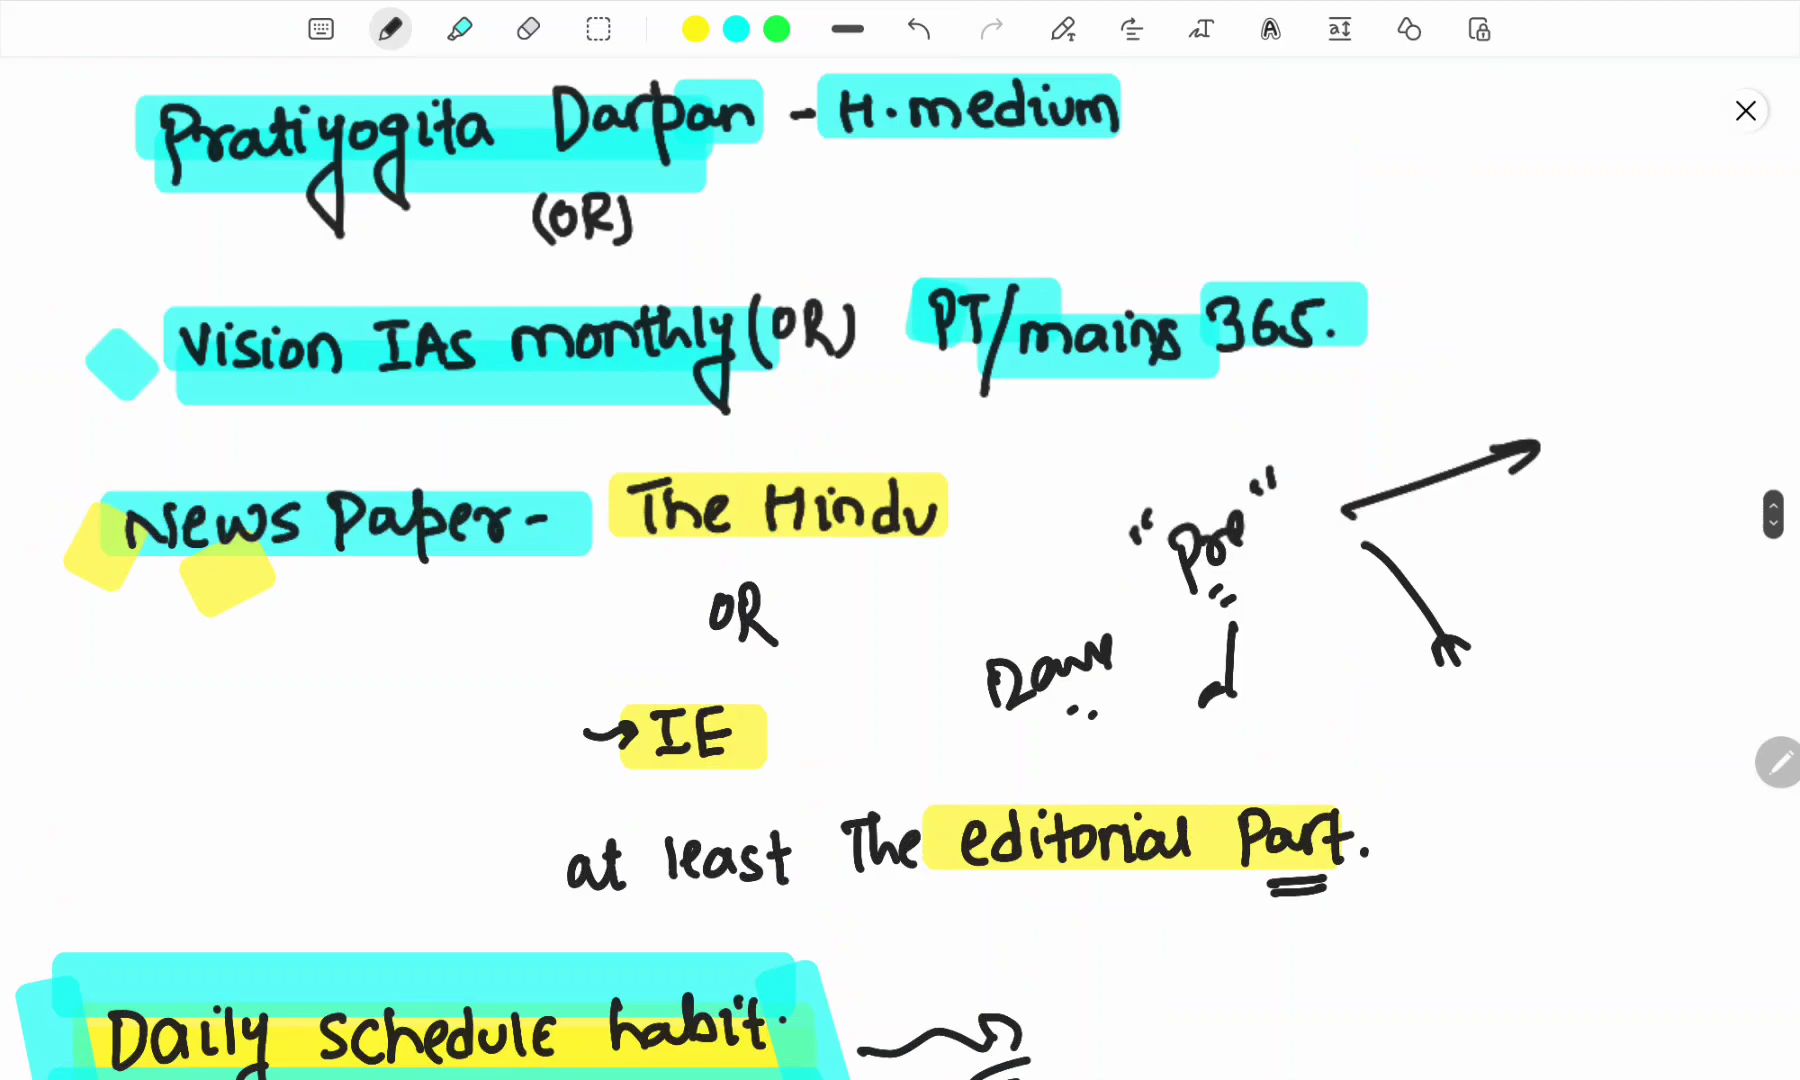 Pratiyogita Darpan - H.medium
(OR)
Vision IAs monthly (OR) PT/mains 365.
News Paper - The Hindu
"Pre"
OR
→ IE
at least The editorial Part.
Daily schedule habit.